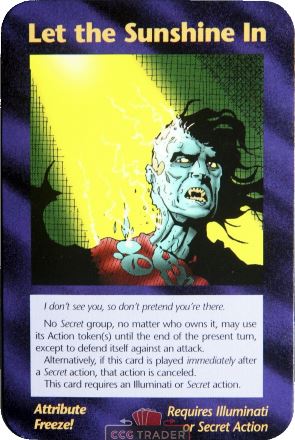 Let the Sunshine In
I don't see you, so don't pretend you're there.
No Secret group, no matter who owns it, may use
its Action token(s) until the end of the present turn,
except to defend itself against an attack.
Alternatively, if this card is played immediately after
a Secret action, that action is canceled.
This card requires an Illuminati or Secret action.
Attribute
Freeze!
Requires Illuminati
or Secret Action
CCG TRADER